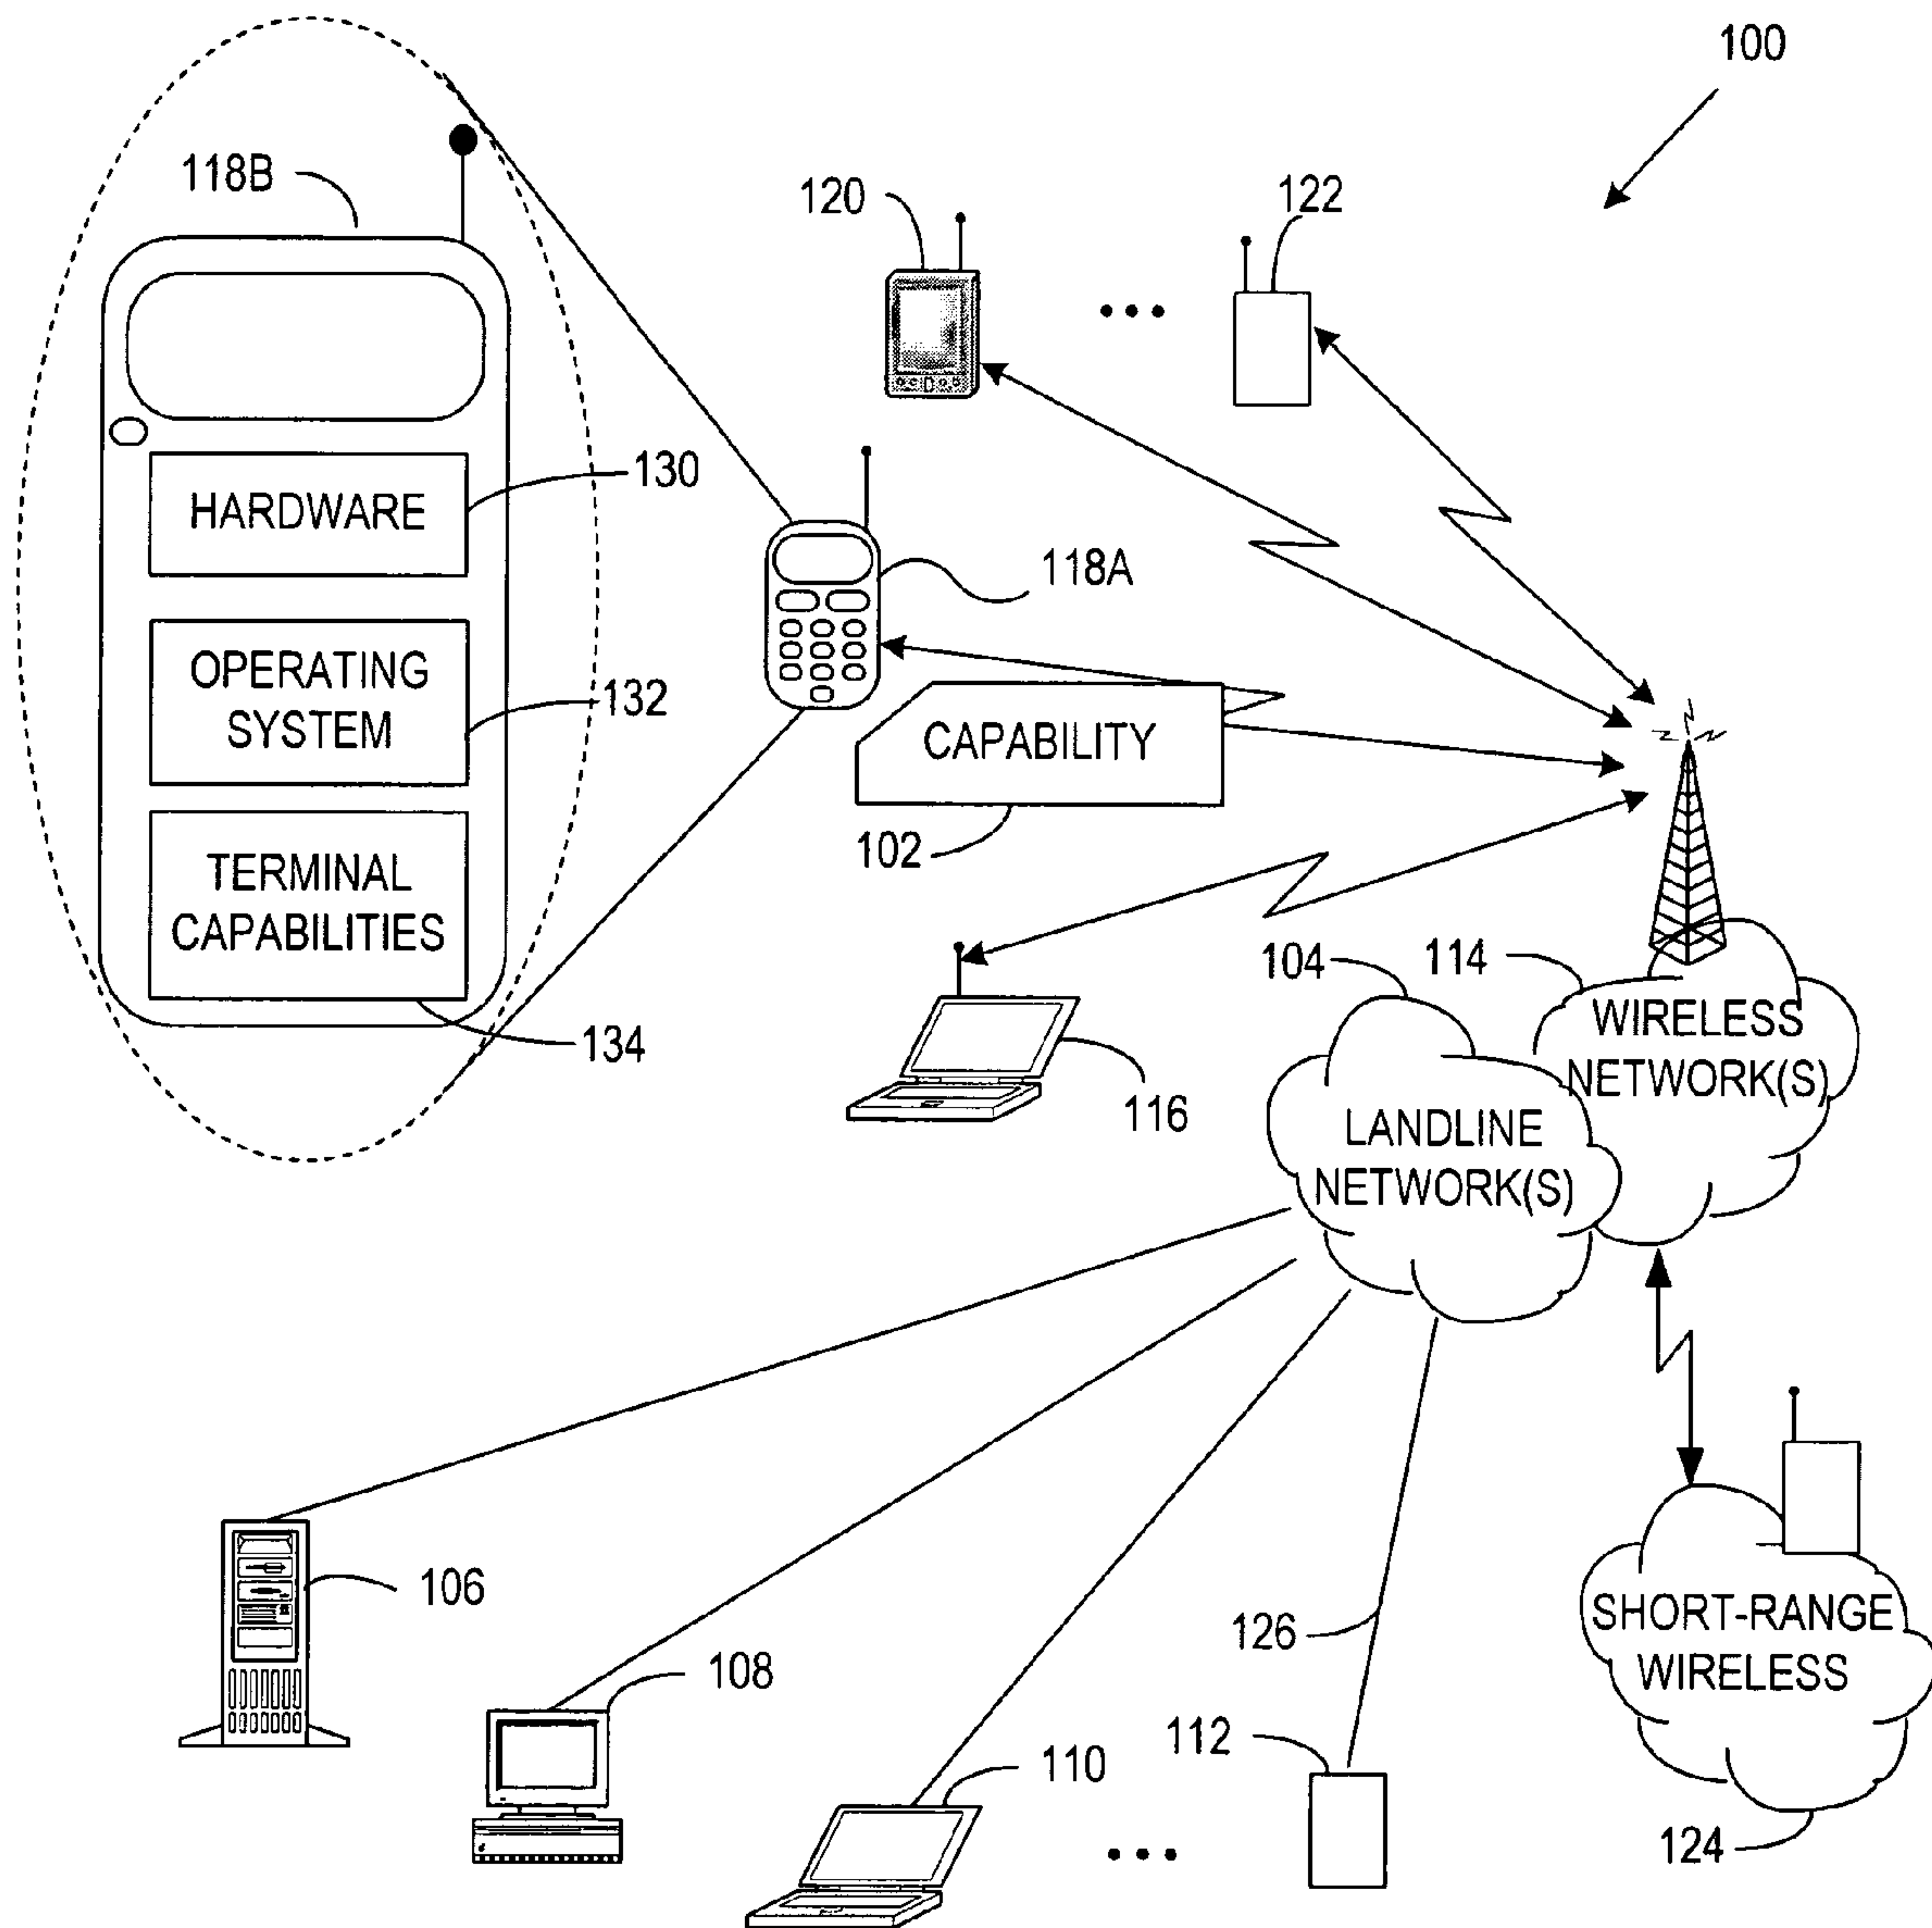 100
118B
120
122
HARDWARE
130
118A
OPERATING
SYSTEM
132
CAPABILITY
102
TERMINAL
CAPABILITIES
134
104
114
WIRELESS
NETWORK(S)
116
LANDLINE
NETWORK(S)
106
126
SHORT-RANGE
WIRELESS
108
112
110
124